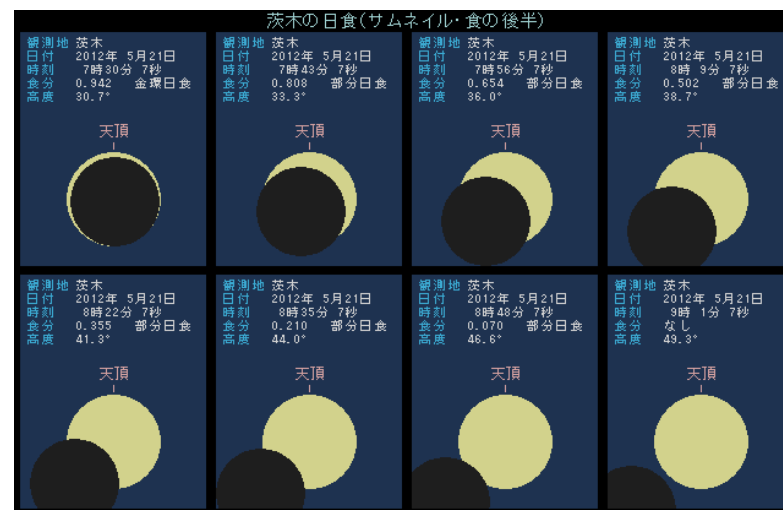 茨木の日食(サムネイル・食の後半)
観測地 茨木
日付 2012年 5月21日
時刻 7時30分 7秒
食分 0.942 金環日食
高度 30.7°
天頂
観測地 茨木
日付 2012年 5月21日
時刻 7時43分 7秒
食分 0.808 部分日食
高度 33.3°
天頂
観測地 茨木
日付 2012年 5月21日
時刻 7時56分 7秒
食分 0.654 部分日食
高度 36.0°
天頂
観測地 茨木
日付 2012年 5月21日
時刻 8時 9分 7秒
食分 0.502 部分日食
高度 38.7°
天頂
観測地 茨木
日付 2012年 5月21日
時刻 8時22分 7秒
食分 0.355 部分日食
高度 41.3°
天頂
観測地 茨木
日付 2012年 5月21日
時刻 8時35分 7秒
食分 0.210 部分日食
高度 44.0°
天頂
観測地 茨木
日付 2012年 5月21日
時刻 8時48分 7秒
食分 0.070 部分日食
高度 46.6°
天頂
観測地 茨木
日付 2012年 5月21日
時刻 9時 1分 7秒
食分 なし
高度 49.3°
天頂